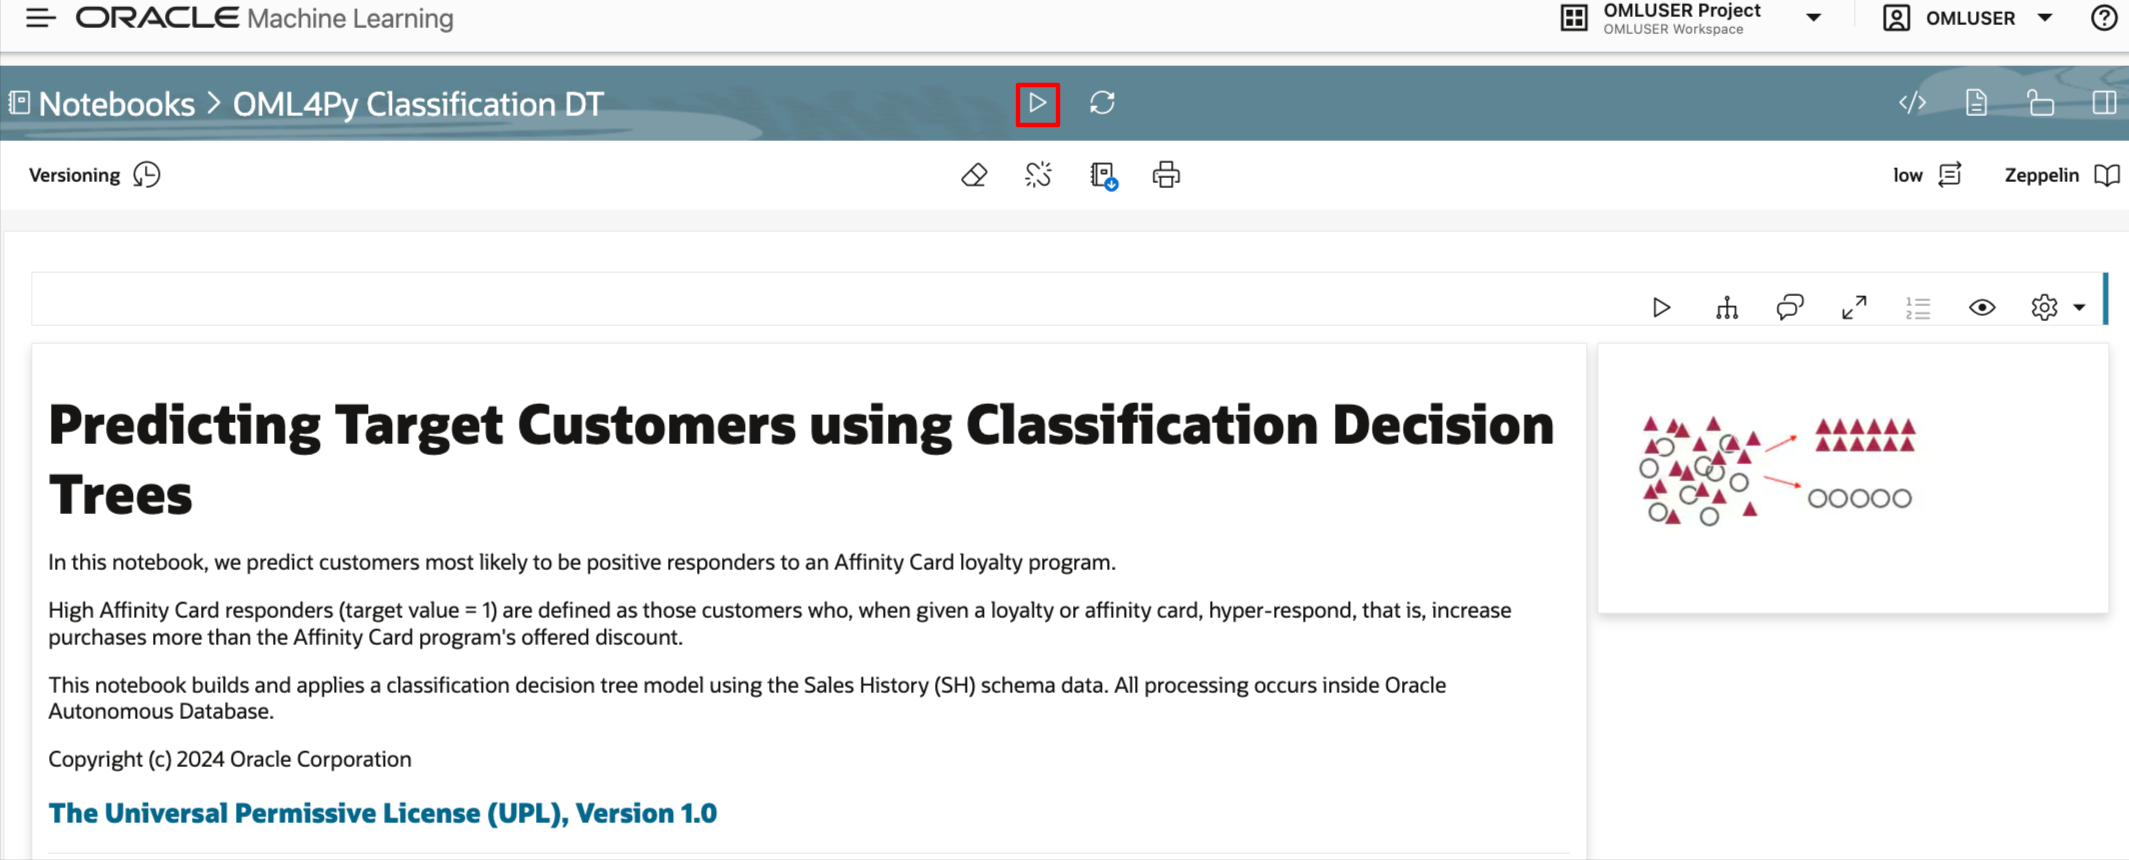 ORACLE Machine Learning
OMLUSER Project
OMLUSER Workspace
OMLUSER
Notebooks > OML4Py Classification DT
Versioning
low
Zeppelin
Predicting Target Customers using Classification Decision
Trees
In this notebook, we predict customers most likely to be positive responders to an Affinity Card loyalty program.
High Affinity Card responders (target value = 1) are defined as those customers who, when given a loyalty or affinity card, hyper-respond, that is, increase
purchases more than the Affinity Card program's offered discount.
This notebook builds and applies a classification decision tree model using the Sales History (SH) schema data. All processing occurs inside Oracle
Autonomous Database.
Copyright (c) 2024 Oracle Corporation
The Universal Permissive License (UPL), Version 1.0